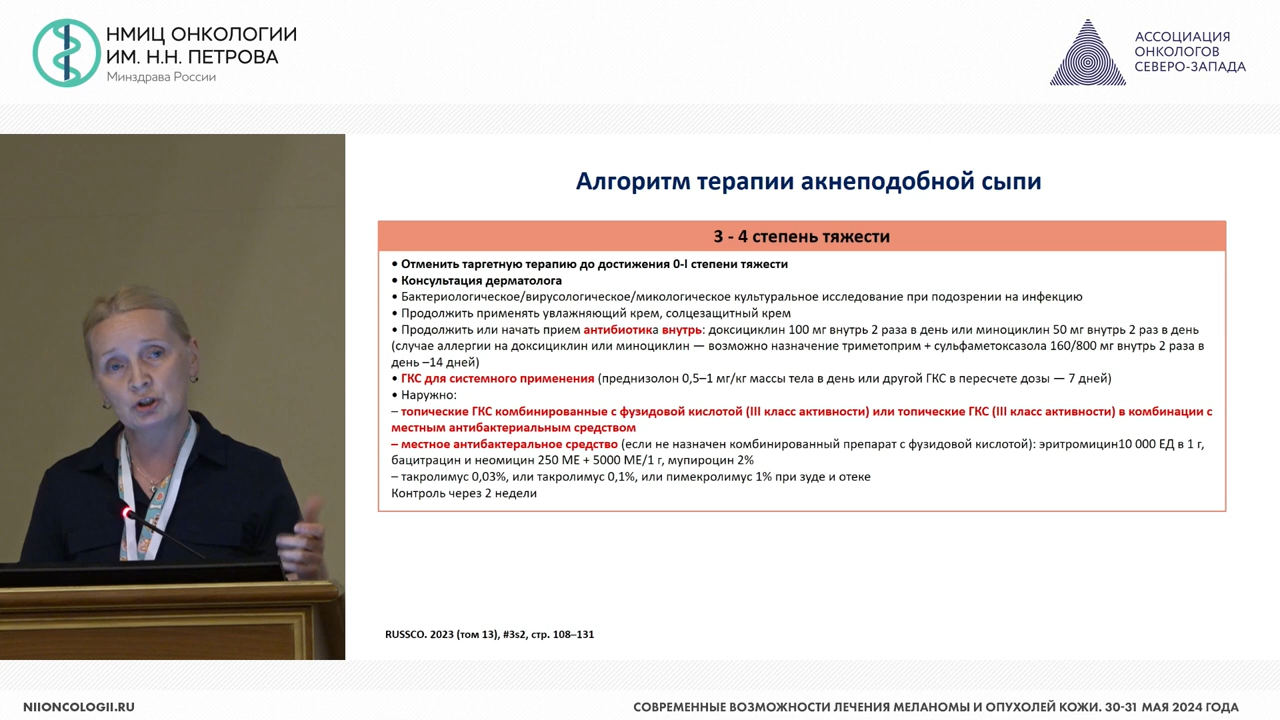 НМИЦ ОНКОЛОГИИ
ИМ. Н.Н. ПЕТРОВА
Минздрава России
АССОЦИАЦИЯ
ОНКОЛОГОВ
СЕВЕРО-ЗАПАДА
Алгоритм терапии акнеподобной сыпи
3 - 4 степень тяжести
• Отменить таргетную терапию до достижения 0-I степени тяжести
• Консультация дерматолога
• Бактериологическое/вирусологическое/микологическое культуральное исследование при подозрении на инфекцию
• Продолжить применять увлажняющий крем, солцезащитный крем
• Продолжить или начать прием антибиотика внутрь: доксициклин 100 мг внутрь 2 раза в день или миноциклин 50 мг внутрь 2 раз в день
(случае аллергии на доксициклин или миноциклин — возможно назначение триметоприм + сульфаметоксазола 160/800 мг внутрь 2 раза в
день –14 дней)
• ГКС для системного применения (преднизолон 0,5–1 мг/кг массы тела в день или другой ГКС в пересчете дозы — 7 дней)
• Наружно:
– топические ГКС комбинированные с фузидовой кислотой (III класс активности) или топические ГКС (III класс активности) в комбинации с
местным антибактериальным средством
– местное антибактеральное средство (если не назначен комбинированный препарат с фузидовой кислотой): эритромицин10 000 ЕД в 1 г,
бацитрацин и неомицин 250 МЕ + 5000 МЕ/1 г, мупироцин 2%
– такролимус 0,03%, или такролимус 0,1%, или пимекролимус 1% при зуде и отеке
Контроль через 2 недели
RUSSCO. 2023 (том 13), #3s2, стр. 108–131
NIIONCOLOGII.RU
СОВРЕМЕННЫЕ ВОЗМОЖНОСТИ ЛЕЧЕНИЯ МЕЛАНОМЫ И ОПУХОЛЕЙ КОЖИ. 30-31 МАЯ 2024 ГОДА